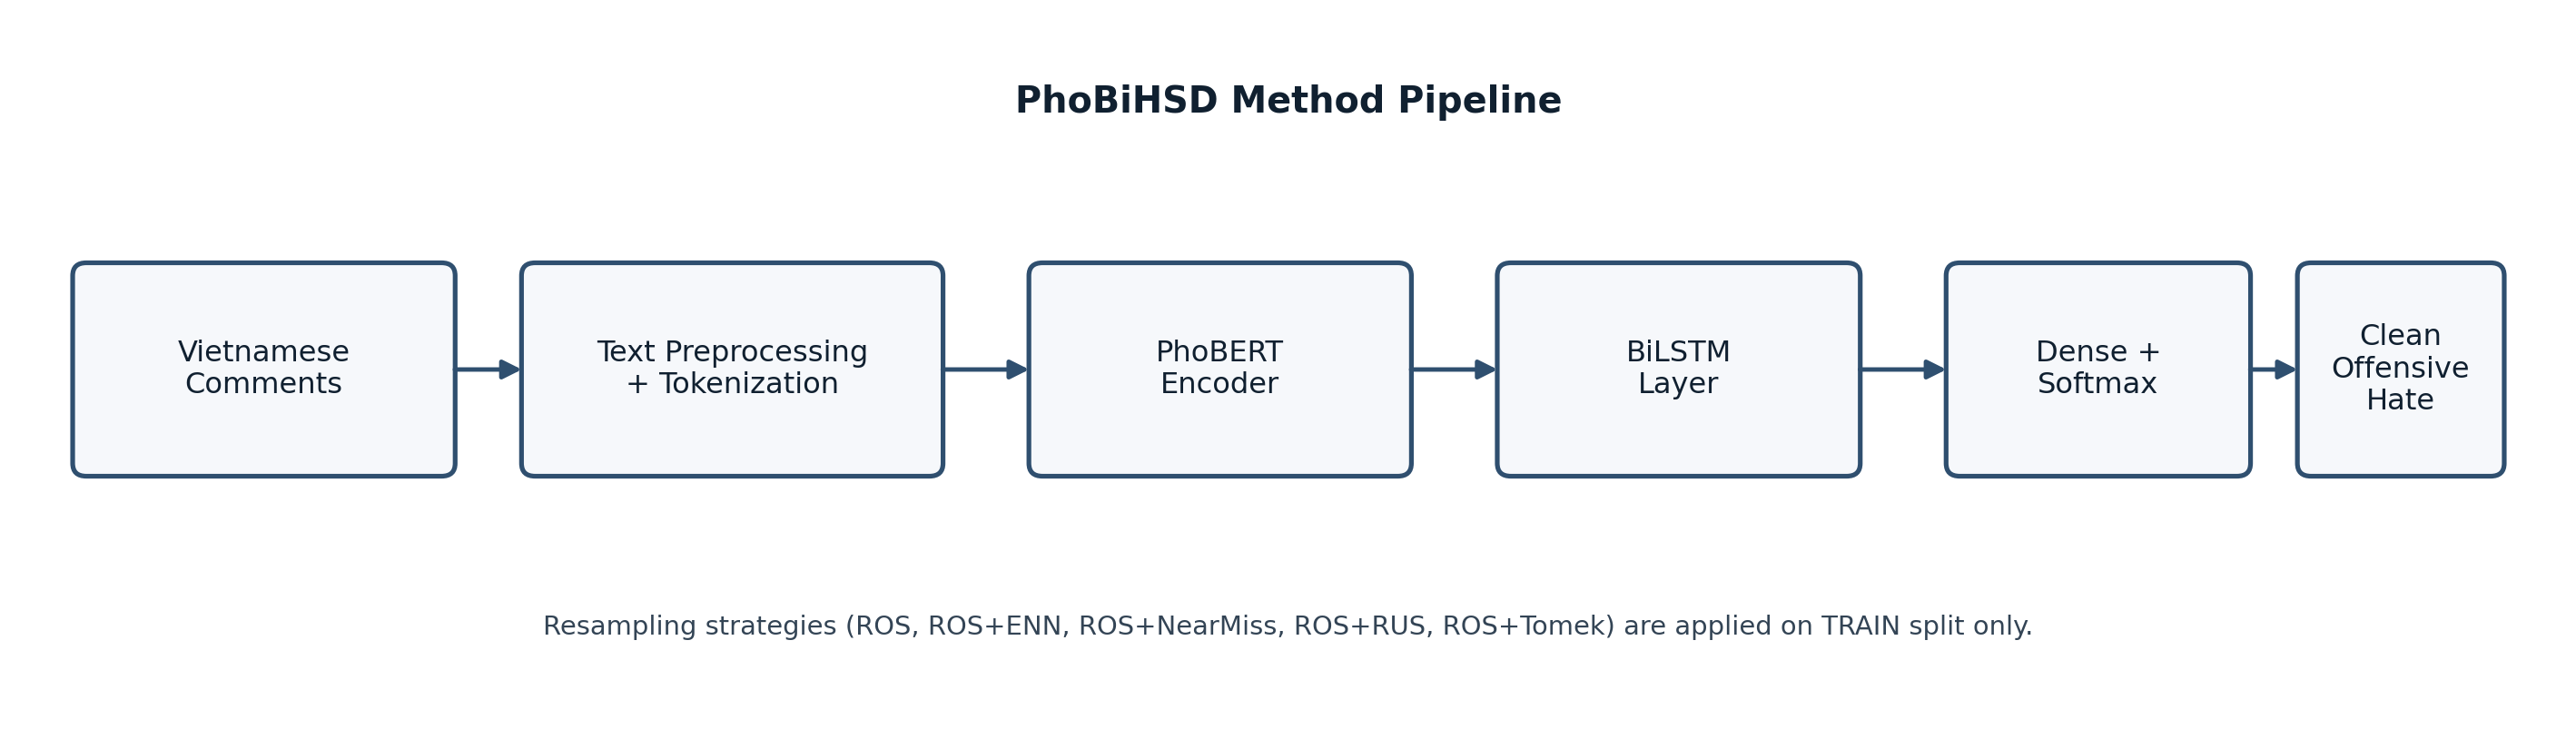 PhoBiHSD Method Pipeline
Vietnamese
Comments
Text Preprocessing
+ Tokenization
PhoBERT
Encoder
BiLSTM
Layer
Dense +
Softmax
Clean
Offensive
Hate
Resampling strategies (ROS, ROS+ENN, ROS+NearMiss, ROS+RUS, ROS+Tomek) are applied on TRAIN split only.